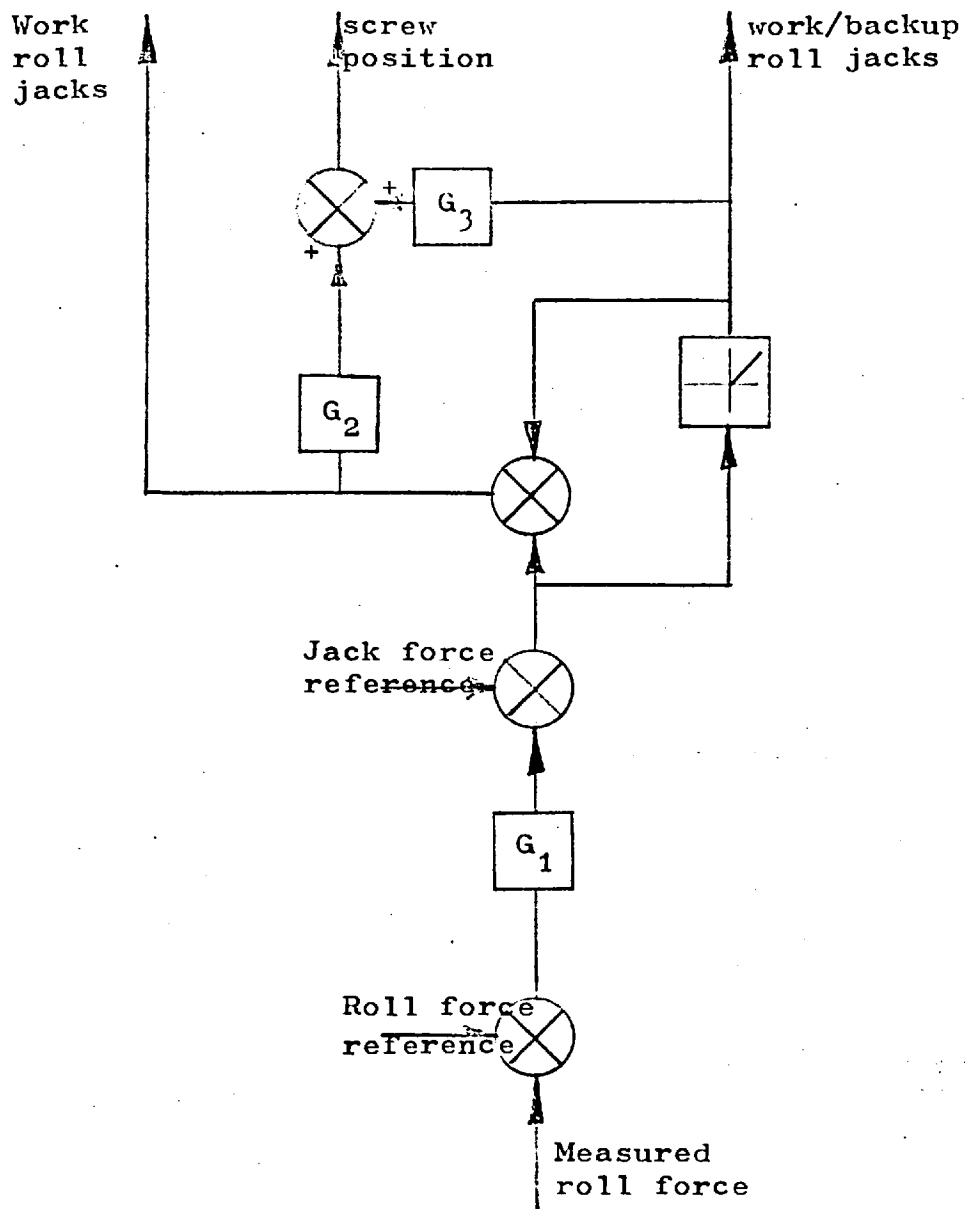 Work
roll
jacks
screw
position
work/backup
roll jacks
+
G3
+
G2
Jack force
reference
G1
Roll force
reference
Measured
roll force